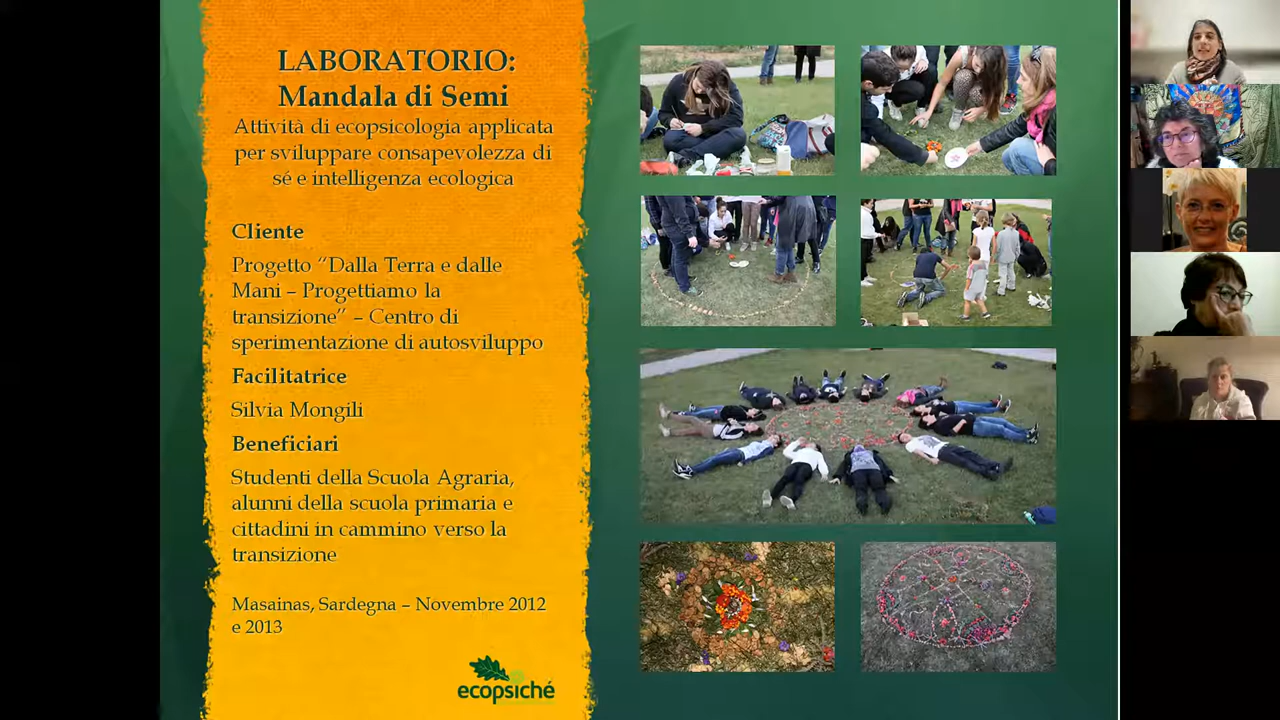 LABORATORIO:
Mandala di Semi
Attività di ecopsicologia applicata
per sviluppare consapevolezza di
sé e intelligenza ecologica
Cliente
Progetto “Dalla Terra e dalle
Mani – Progettiamo la
transizione” – Centro di
sperimentazione di autosviluppo
Facilitatrice
Silvia Mongili
Beneficiari
Studenti della Scuola Agraria,
alunni della scuola primaria e
cittadini in cammino verso la
transizione
Masainas, Sardegna – Novembre 2012
e 2013
ecopsiché